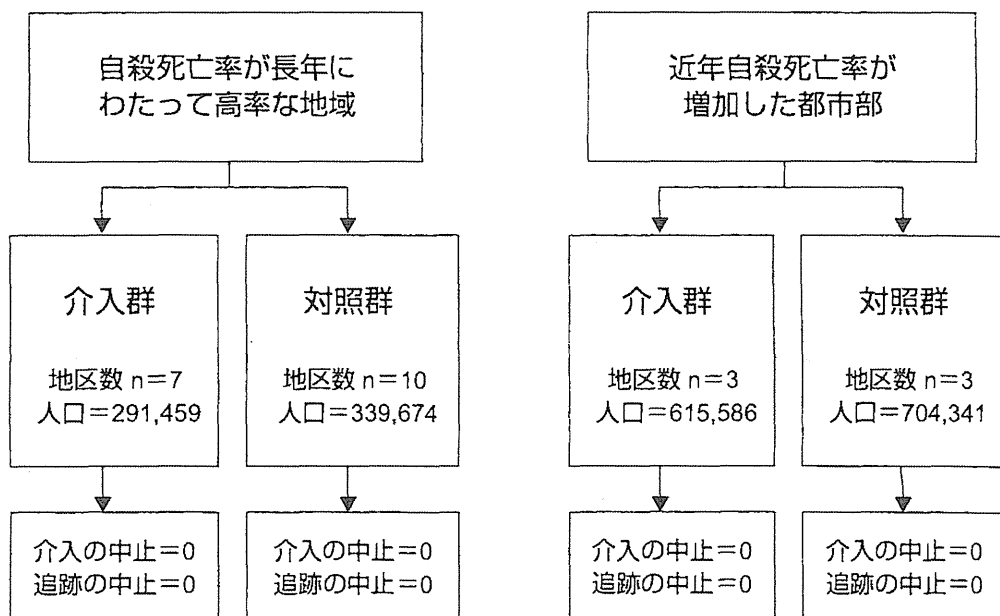 自殺死亡率が長年に
わたって高率な地域
介入群
地区数 n=7
人口=291,459
対照群
地区数 n=10
人口=339,674
介入の中止=0
追跡の中止=0
介入の中止=0
追跡の中止=0
近年自殺死亡率が
増加した都市部
介入群
地区数 n=3
人口=615,586
対照群
地区数 n=3
人口=704,341
介入の中止=0
追跡の中止=0
介入の中止=0
追跡の中止=0